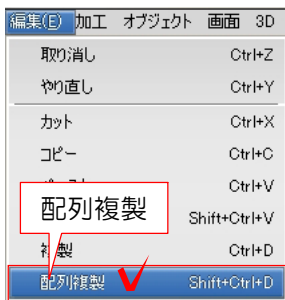 編集(E) 加工 オブジェクト 画面 3D
取り消し Ctrl+Z
やり直し Ctrl+Y
カット Ctrl+X
コピー Ctrl+C
Ctrl+V
配列複製
Shift+Ctrl+V
複製 Ctrl+D
配列複製 Shift+Ctrl+D